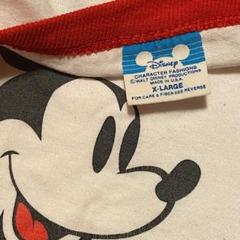 Disney
CHARACTER FASHIONS
©WALT DISNEY PRODUCTIONS
MADE IN U.S.A.
X-LARGE
FOR CARE & FIBER SEE REVERSE